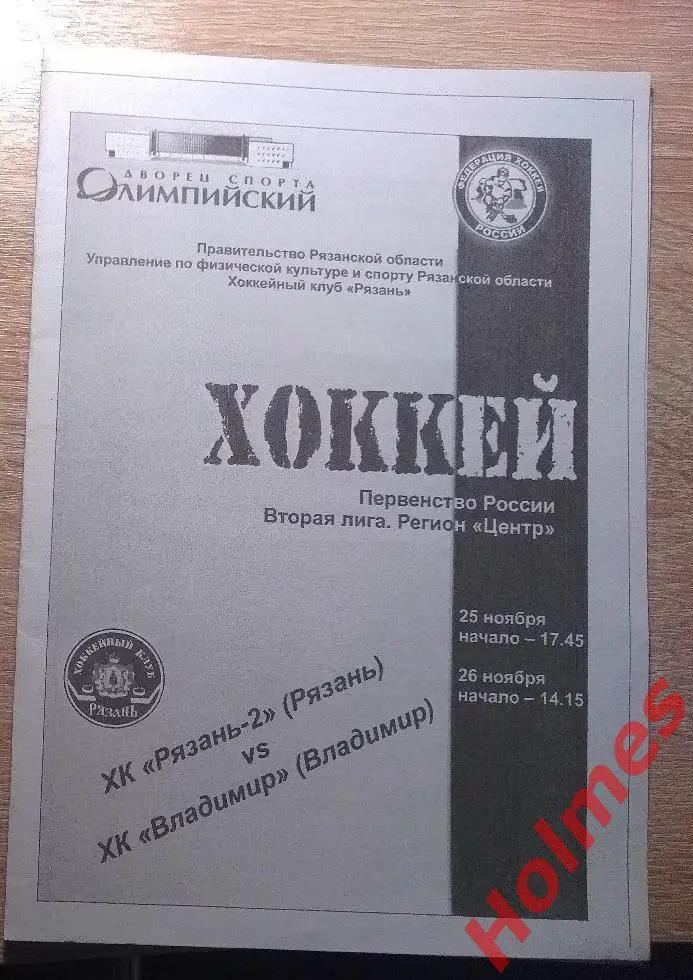 ДВОРЕЦ СПОРТА
ОЛИМПИЙСКИЙ
ФЕДЕРАЦИЯ ХОККЕЯ
РОССИИ
Правительство Рязанской области
Управление по физической культуре и спорту Рязанской области
Хоккейный клуб «Рязань»
ХОККЕЙ
Первенство России
Вторая лига. Регион «Центр»
25 ноября
начало – 17.45
26 ноября
начало – 14.15
ХОККЕЙНЫЙ КЛУБ
РЯЗАНЬ
ХК «Рязань-2» (Рязань)
vs
ХК «Владимир» (Владимир)
Holmes